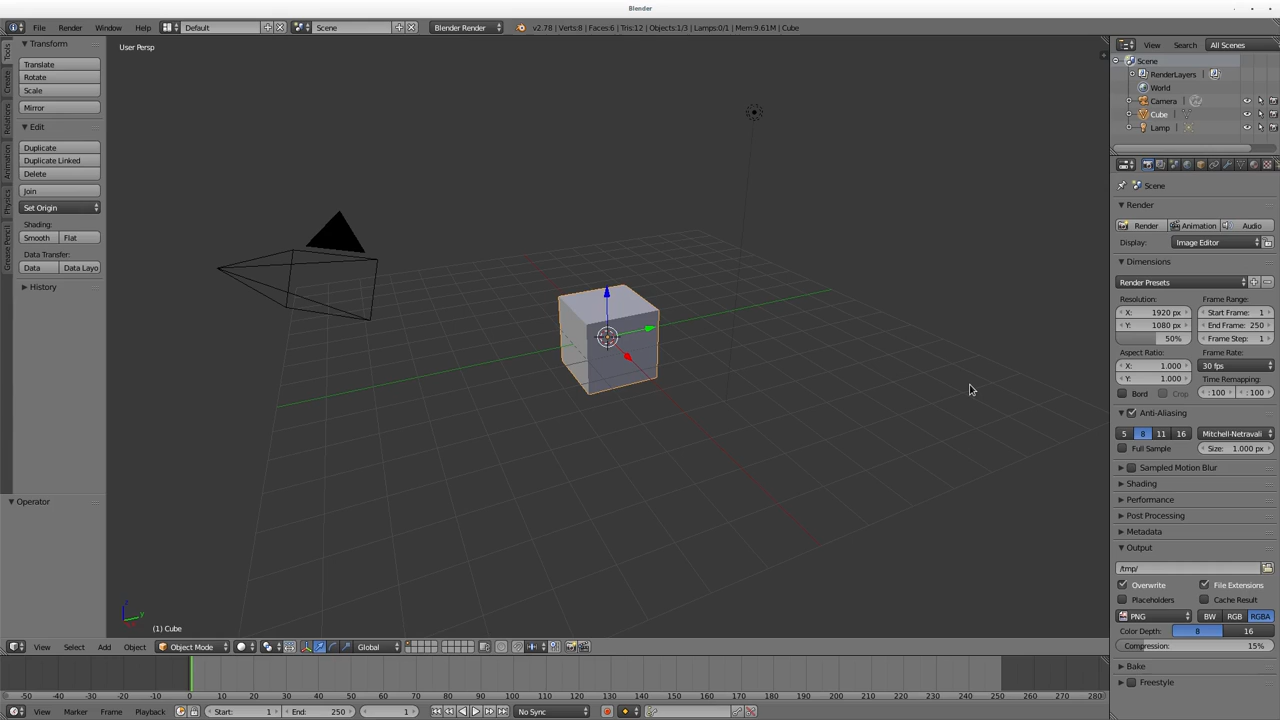 Blender
File Render Window Help Default Scene Blender Render v2.78 | Verts:8 | Faces:6 | Tris:12 | Objects:1/3 | Lamps:0/1 | Mem:9.61M | Cube
Tools
Create
Relations
Animation
Physics
Grease Pencil
Transform
Translate
Rotate
Scale
Mirror
Edit
Duplicate
Duplicate Linked
Delete
Join
Set Origin
Shading:
Smooth Flat
Data Transfer:
Data Data Layo
History
Operator
User Persp
(1) Cube
View Select Add Object Object Mode Global
View Search All Scenes
Scene
RenderLayers
World
Camera
Cube
Lamp
Scene
Render
Render Animation Audio
Display: Image Editor
Dimensions
Render Presets
Resolution: Frame Range:
X: 1920 px Start Frame: 1
Y: 1080 px End Frame: 250
50% Frame Step: 1
Aspect Ratio: Frame Rate:
X: 1.000 30 fps
Y: 1.000 Time Remapping:
Bord Crop :100 :100
Anti-Aliasing
5 8 11 16 Mitchell-Netravali
Full Sample Size: 1.000 px
Sampled Motion Blur
Shading
Performance
Post Processing
Metadata
Output
/tmp/
Overwrite File Extensions
Placeholders Cache Result
PNG BW RGB RGBA
Color Depth: 8 16
Compression: 15%
Bake
Freestyle
-50 -40 -30 -20 -10 0 10 20 30 40 50 60 70 80 90 100 110 120 130 140 150 160 170 180 190 200 210 220 230 240 250 260 270 280
View Marker Frame Playback Start: 1 End: 250 1 No Sync